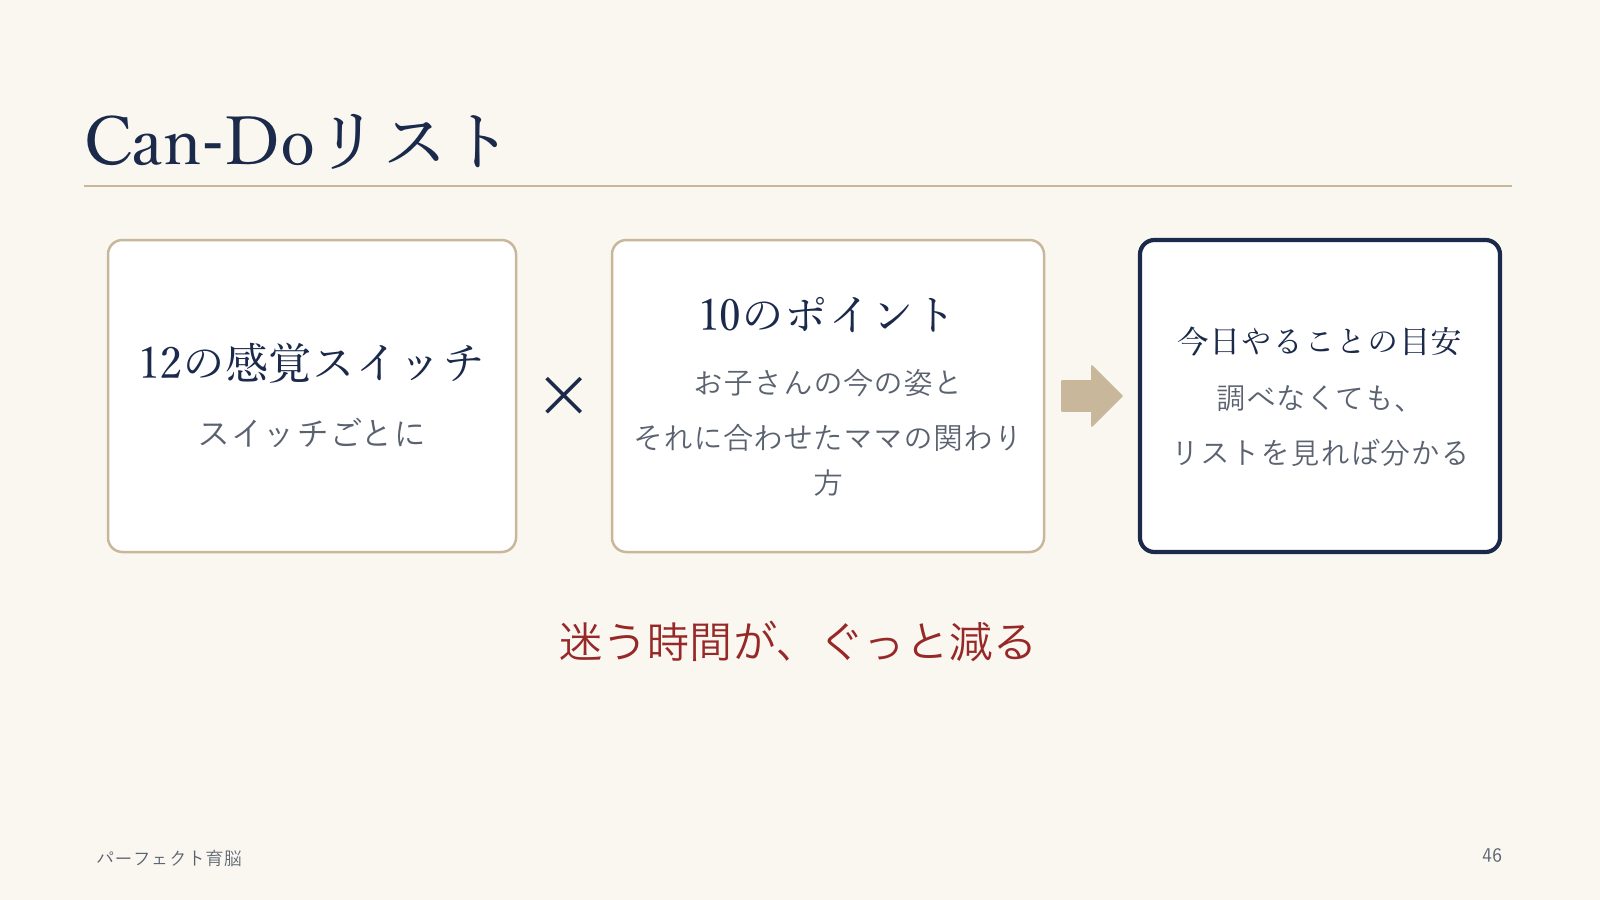 Can-Doリスト
12の感覚スイッチ
スイッチごとに
×
10のポイント
お子さんの今の姿と
それに合わせたママの関わり
方
今日やることの目安
調べなくても、
リストを見れば分かる
迷う時間が、ぐっと減る
パーフェクト育脳
46